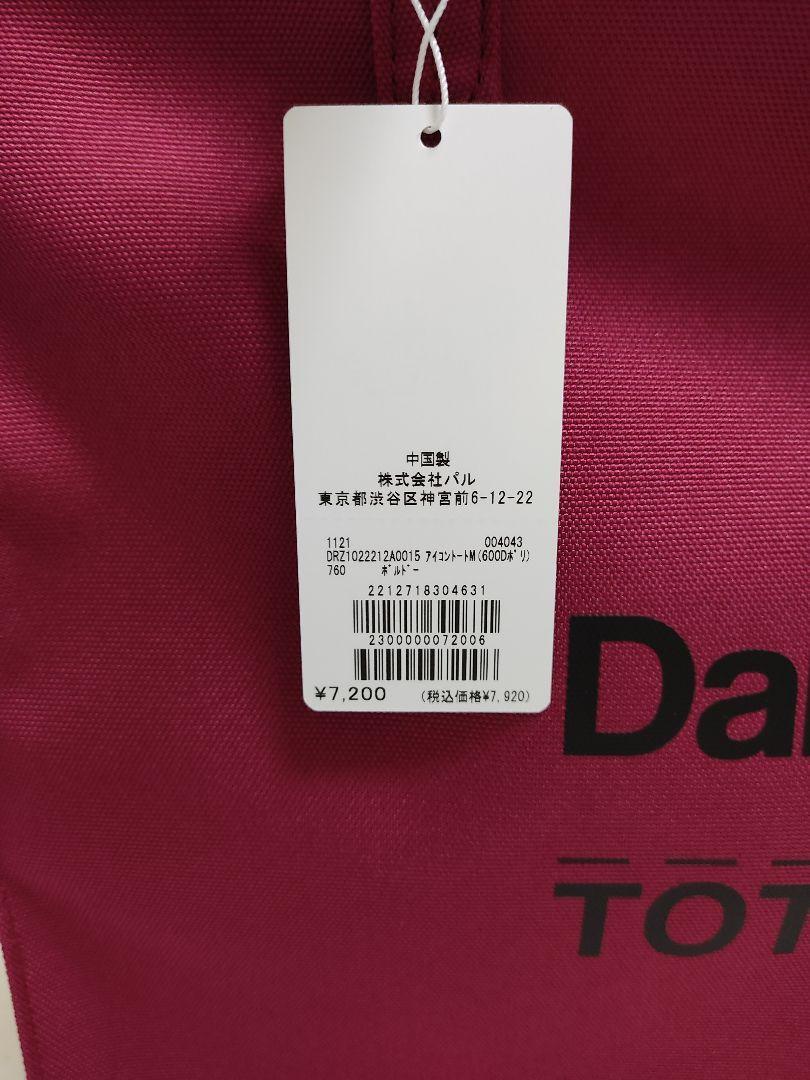 中国製
株式会社パル
東京都渋谷区神宮前6-12-22
1121 004043
DRZ1022212A0015 ｱｲｺﾝﾄｰﾄM(600Dﾎﾟﾘ)
760 ﾎﾞﾙﾄﾞｰ
2212718304631
2300000072006
¥7,200 (税込価格¥7,920)
Da
TOT